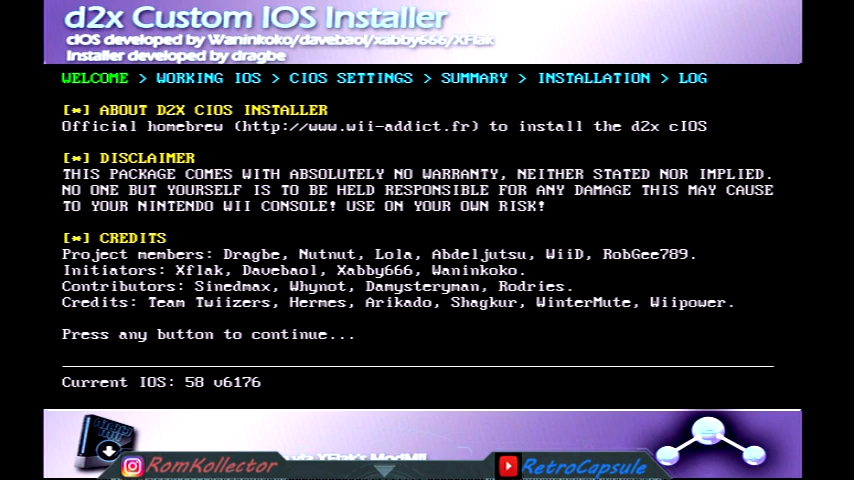 d2x Custom IOS Installer
cIOS developed by Waninkoko/davebaol/xabby666/XFlak
Installer developed by dragbe
WELCOME > WORKING IOS > CIOS SETTINGS > SUMMARY > INSTALLATION > LOG
[*] ABOUT D2X CIOS INSTALLER
Official homebrew (http://www.wii-addict.fr) to install the d2x cIOS
[*] DISCLAIMER
THIS PACKAGE COMES WITH ABSOLUTELY NO WARRANTY, NEITHER STATED NOR IMPLIED.
NO ONE BUT YOURSELF IS TO BE HELD RESPONSIBLE FOR ANY DAMAGE THIS MAY CAUSE
TO YOUR NINTENDO WII CONSOLE! USE ON YOUR OWN RISK!
[*] CREDITS
Project members: Dragbe, Nutnut, Lola, Abdeljutsu, WiiD, RobGee789.
Initiators: Xflak, Davebaol, Xabby666, Waninkoko.
Contributors: Sinedmax, Whynot, Damysteryman, Rodries.
Credits: Team Twiizers, Hermes, Arikado, Shagkur, WinterMute, Wiipower.
Press any button to continue...
Current IOS: 58 v6176
via XFlak's ModMii
RomKollector
RetroCapsule